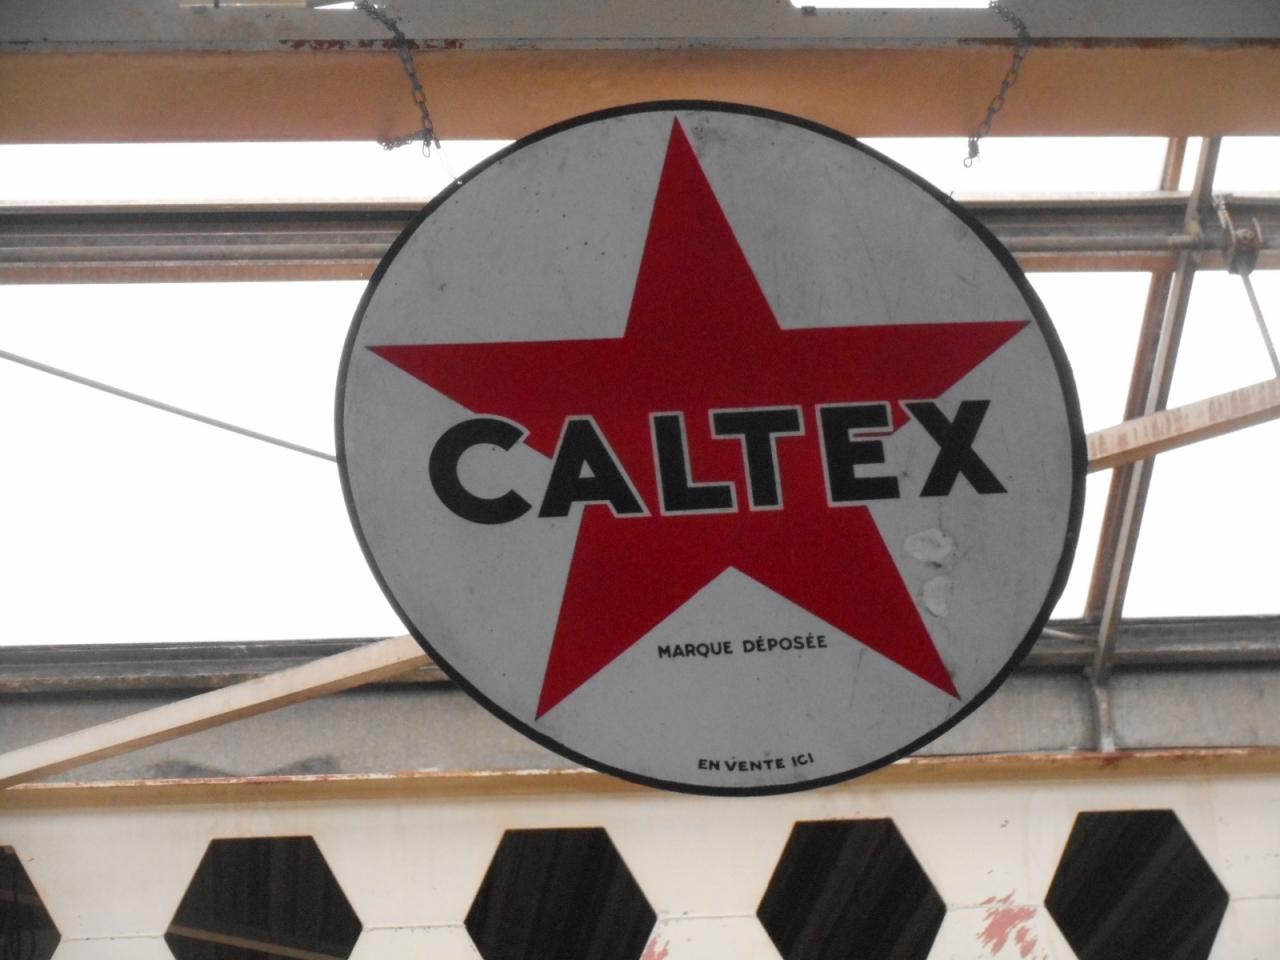 CALTEX
MARQUE DÉPOSÉE
EN VENTE ICI